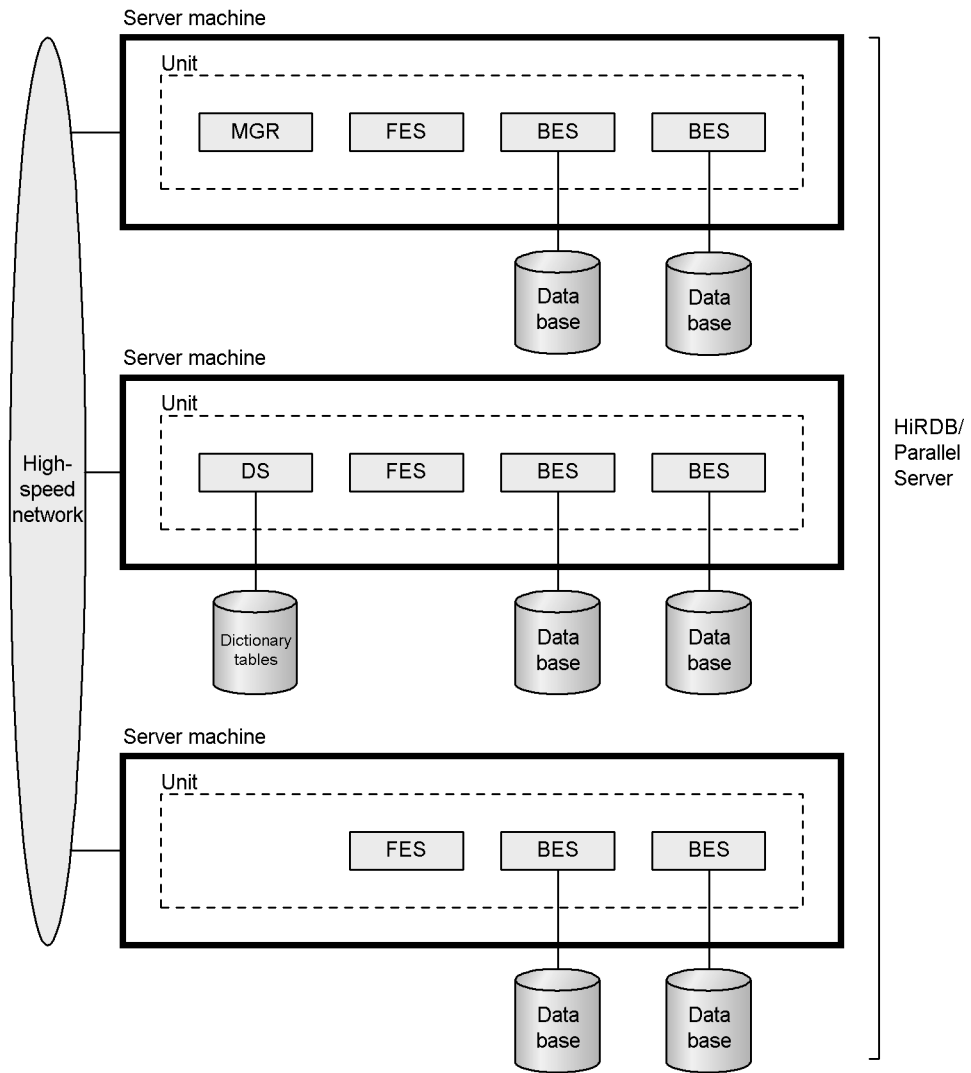 Server machine
Unit
MGR
FES
BES
BES
Data
base
Data
base
Server machine
Unit
DS
FES
BES
BES
Dictionary
tables
Data
base
Data
base
High-
speed
network
HiRDB/
Parallel
Server
Server machine
Unit
FES
BES
BES
Data
base
Data
base